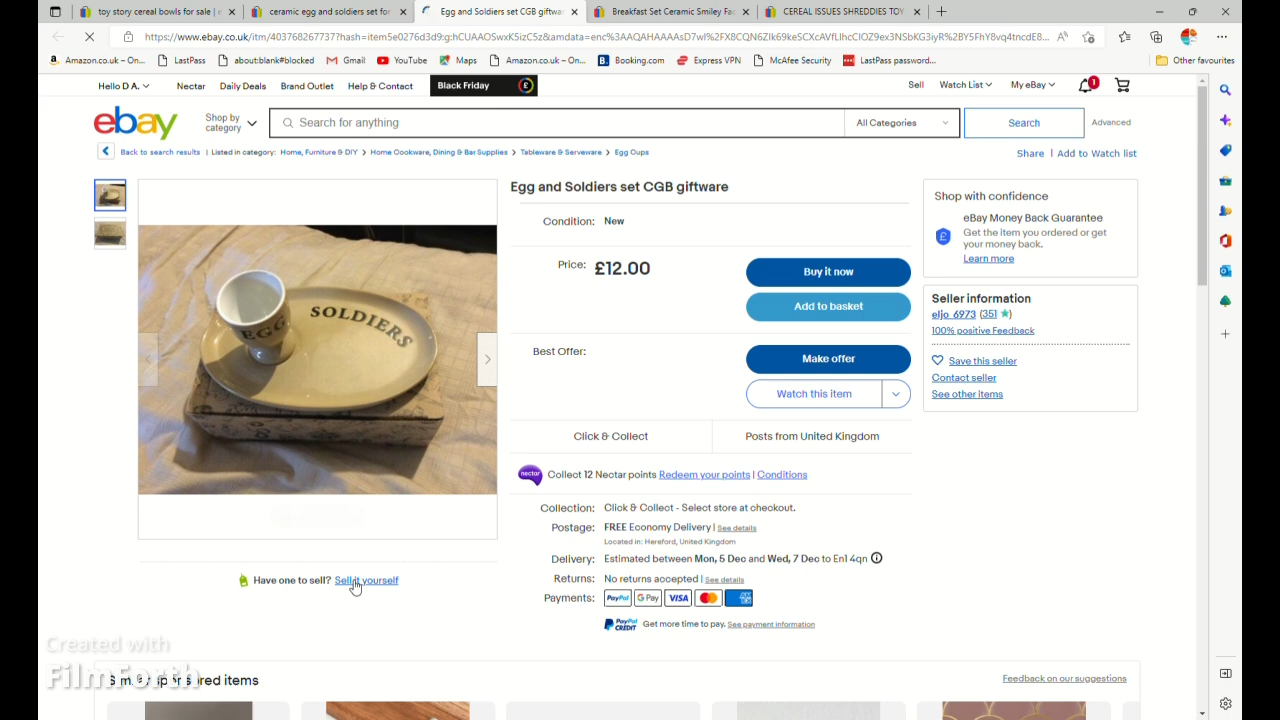 toy story cereal bowls for sale | e
ceramic egg and soldiers set for
Egg and Soldiers set CGB giftwar
Breakfast Set Ceramic Smiley Fac
CEREAL ISSUES SHREDDIES TOY
Amazon.co.uk – On...
LastPass
about:blank#blocked
Gmail
YouTube
Maps
Amazon.co.uk – On...
Booking.com
Express VPN
McAfee Security
LastPass password...
Other favourites
Hello D A.
Nectar
Daily Deals
Brand Outlet
Help & Contact
Black Friday
Sell
Watch List
My eBay
1
ebay
Shop by category
Search for anything
All Categories
Search
Advanced
Back to search results | Listed in category: Home, Furniture & DIY > Home Cookware, Dining & Bar Supplies > Tableware & Serveware > Egg Cups
Share | Add to Watch list
Egg and Soldiers set CGB giftware
Condition: New
Price: £12.00
Buy it now
Add to basket
Best Offer:
Make offer
Watch this item
Click & Collect
Posts from United Kingdom
nectar Collect 12 Nectar points Redeem your points | Conditions
Collection: Click & Collect - Select store at checkout.
Postage: FREE Economy Delivery | See details
Located in: Hereford, United Kingdom
Delivery: Estimated between Mon, 5 Dec and Wed, 7 Dec to En1 4qn
Returns: No returns accepted | See details
Payments: PayPal G Pay VISA
PayPal CREDIT Get more time to pay. See payment information
Shop with confidence
eBay Money Back Guarantee
Get the item you ordered or get
your money back.
Learn more
Seller information
eljo_6973 (351)
100% positive Feedback
Save this seller
Contact seller
See other items
EGG
SOLDIERS
Have one to sell? Sell it yourself
Created with
FilmForth
Similar sponsored items
Feedback on our suggestions